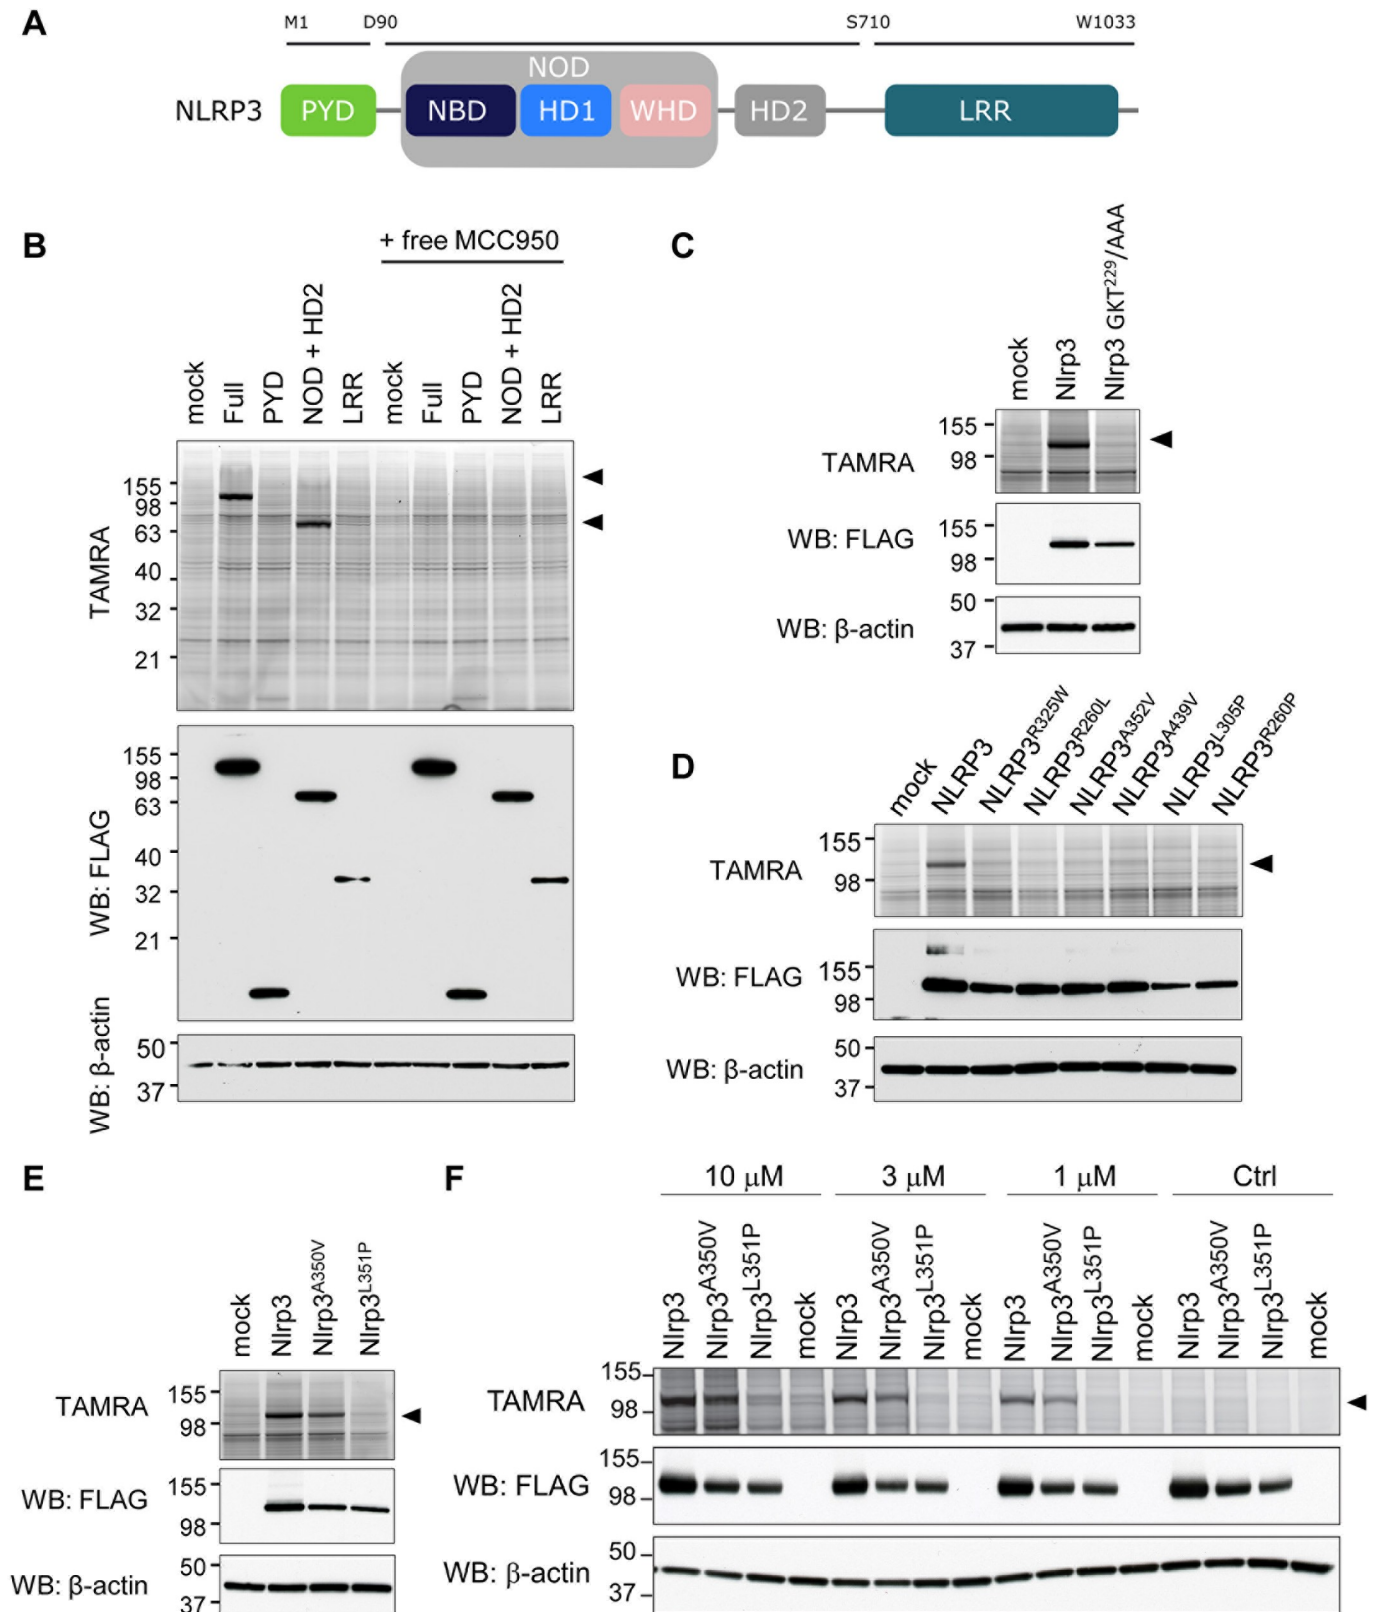 A
M1 D90 S710 W1033
NLRP3 PYD NOD NBD HD1 WHD HD2 LRR
B
+ free MCC950
mock Full PYD NOD + HD2 LRR mock Full PYD NOD + HD2 LRR
TAMRA
155
98
63
40
32
21
WB: FLAG
155
98
63
40
32
21
WB: β-actin
50
37
C
mock Nlrp3 Nlrp3 GKT229/AAA
TAMRA
155
98
WB: FLAG
155
98
WB: β-actin
50
37
D
mock NLRP3 NLRP3R325W NLRP3R260L NLRP3A352V NLRP3A439V NLRP3L305P NLRP3R260P
TAMRA
155
98
WB: FLAG
155
98
WB: β-actin
50
37
E
mock Nlrp3 Nlrp3A350V Nlrp3L351P
TAMRA
155
98
WB: FLAG
155
98
WB: β-actin
50
37
F
10 µM 3 µM 1 µM Ctrl
Nlrp3 Nlrp3A350V Nlrp3L351P mock Nlrp3 Nlrp3A350V Nlrp3L351P mock Nlrp3 Nlrp3A350V Nlrp3L351P mock Nlrp3 Nlrp3A350V Nlrp3L351P mock
TAMRA
155
98
WB: FLAG
155
98
WB: β-actin
50
37